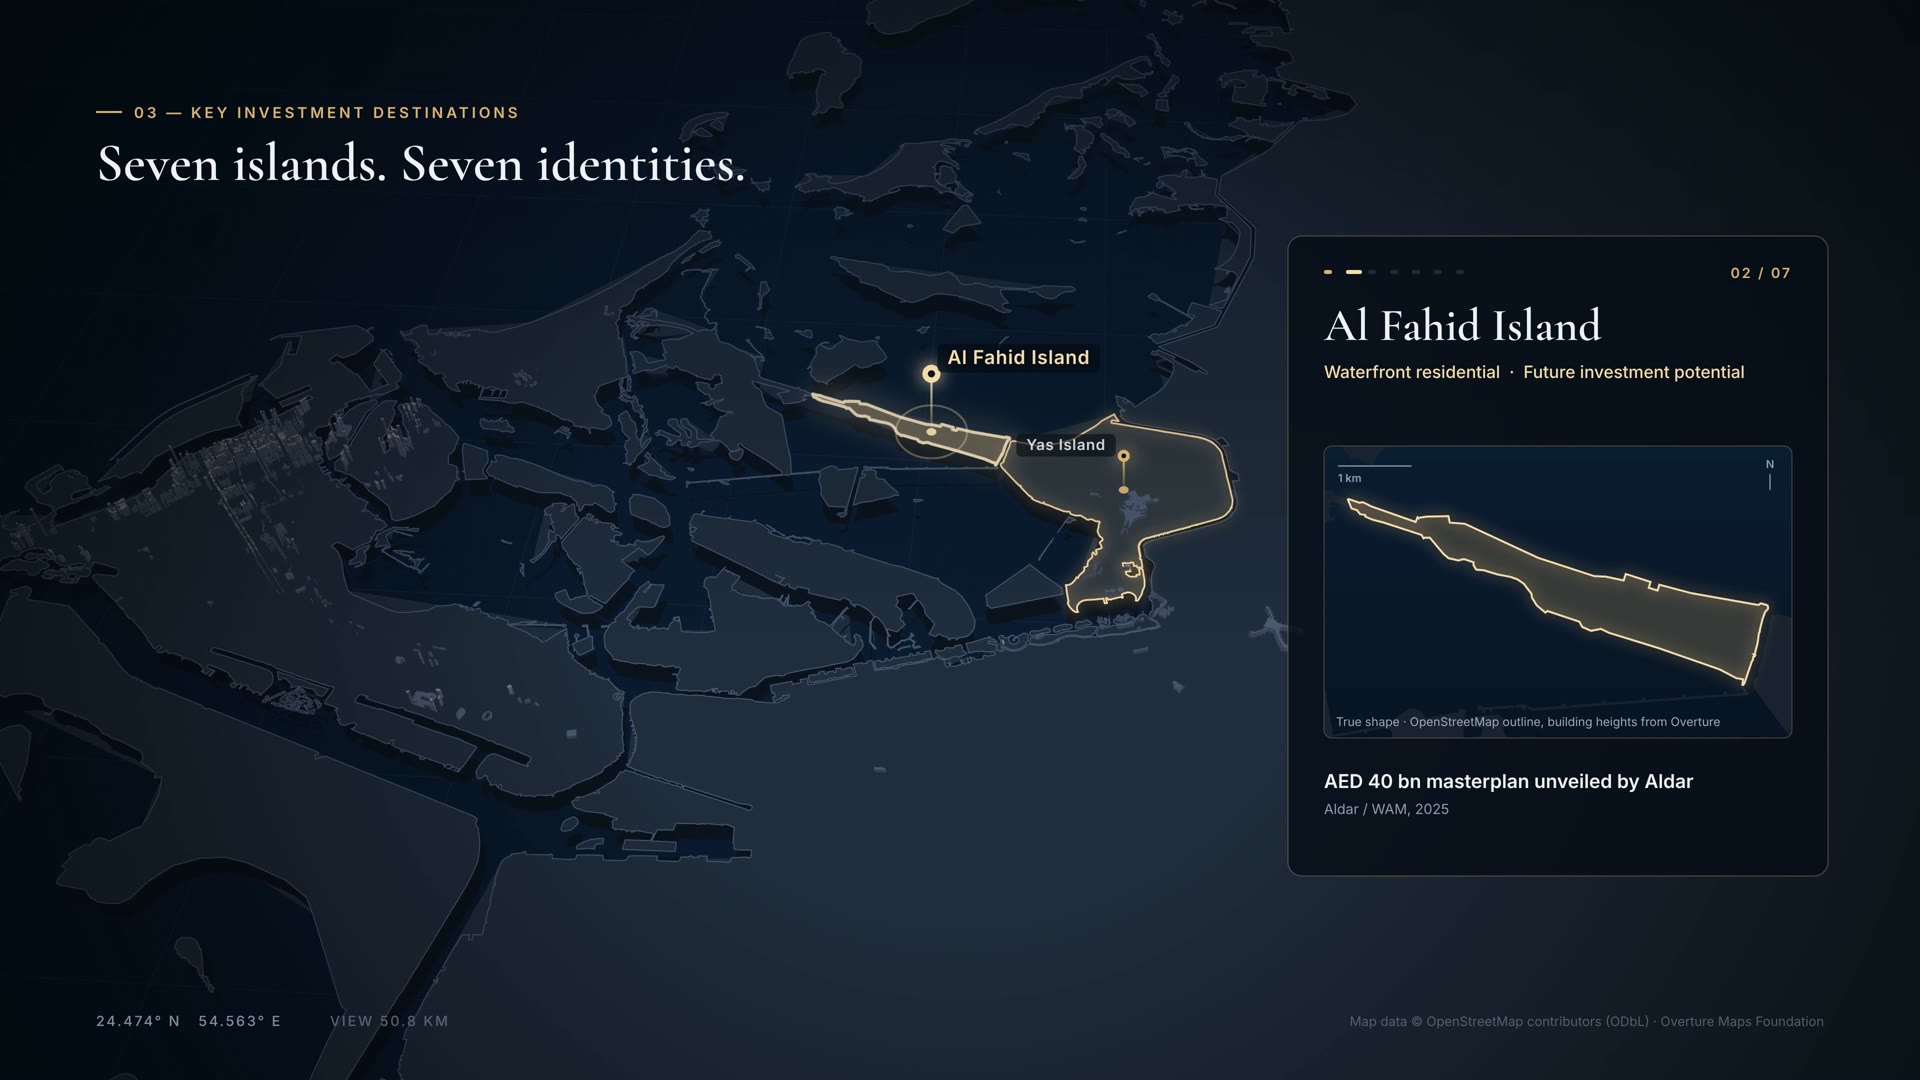 03 — KEY INVESTMENT DESTINATIONS
Seven islands. Seven identities.
Al Fahid Island
Yas Island
02 / 07
Al Fahid Island
Waterfront residential · Future investment potential
1 km
N
True shape · OpenStreetMap outline, building heights from Overture
AED 40 bn masterplan unveiled by Aldar
Aldar / WAM, 2025
24.474° N 54.563° E VIEW 50.8 KM
Map data © OpenStreetMap contributors (ODbL) · Overture Maps Foundation